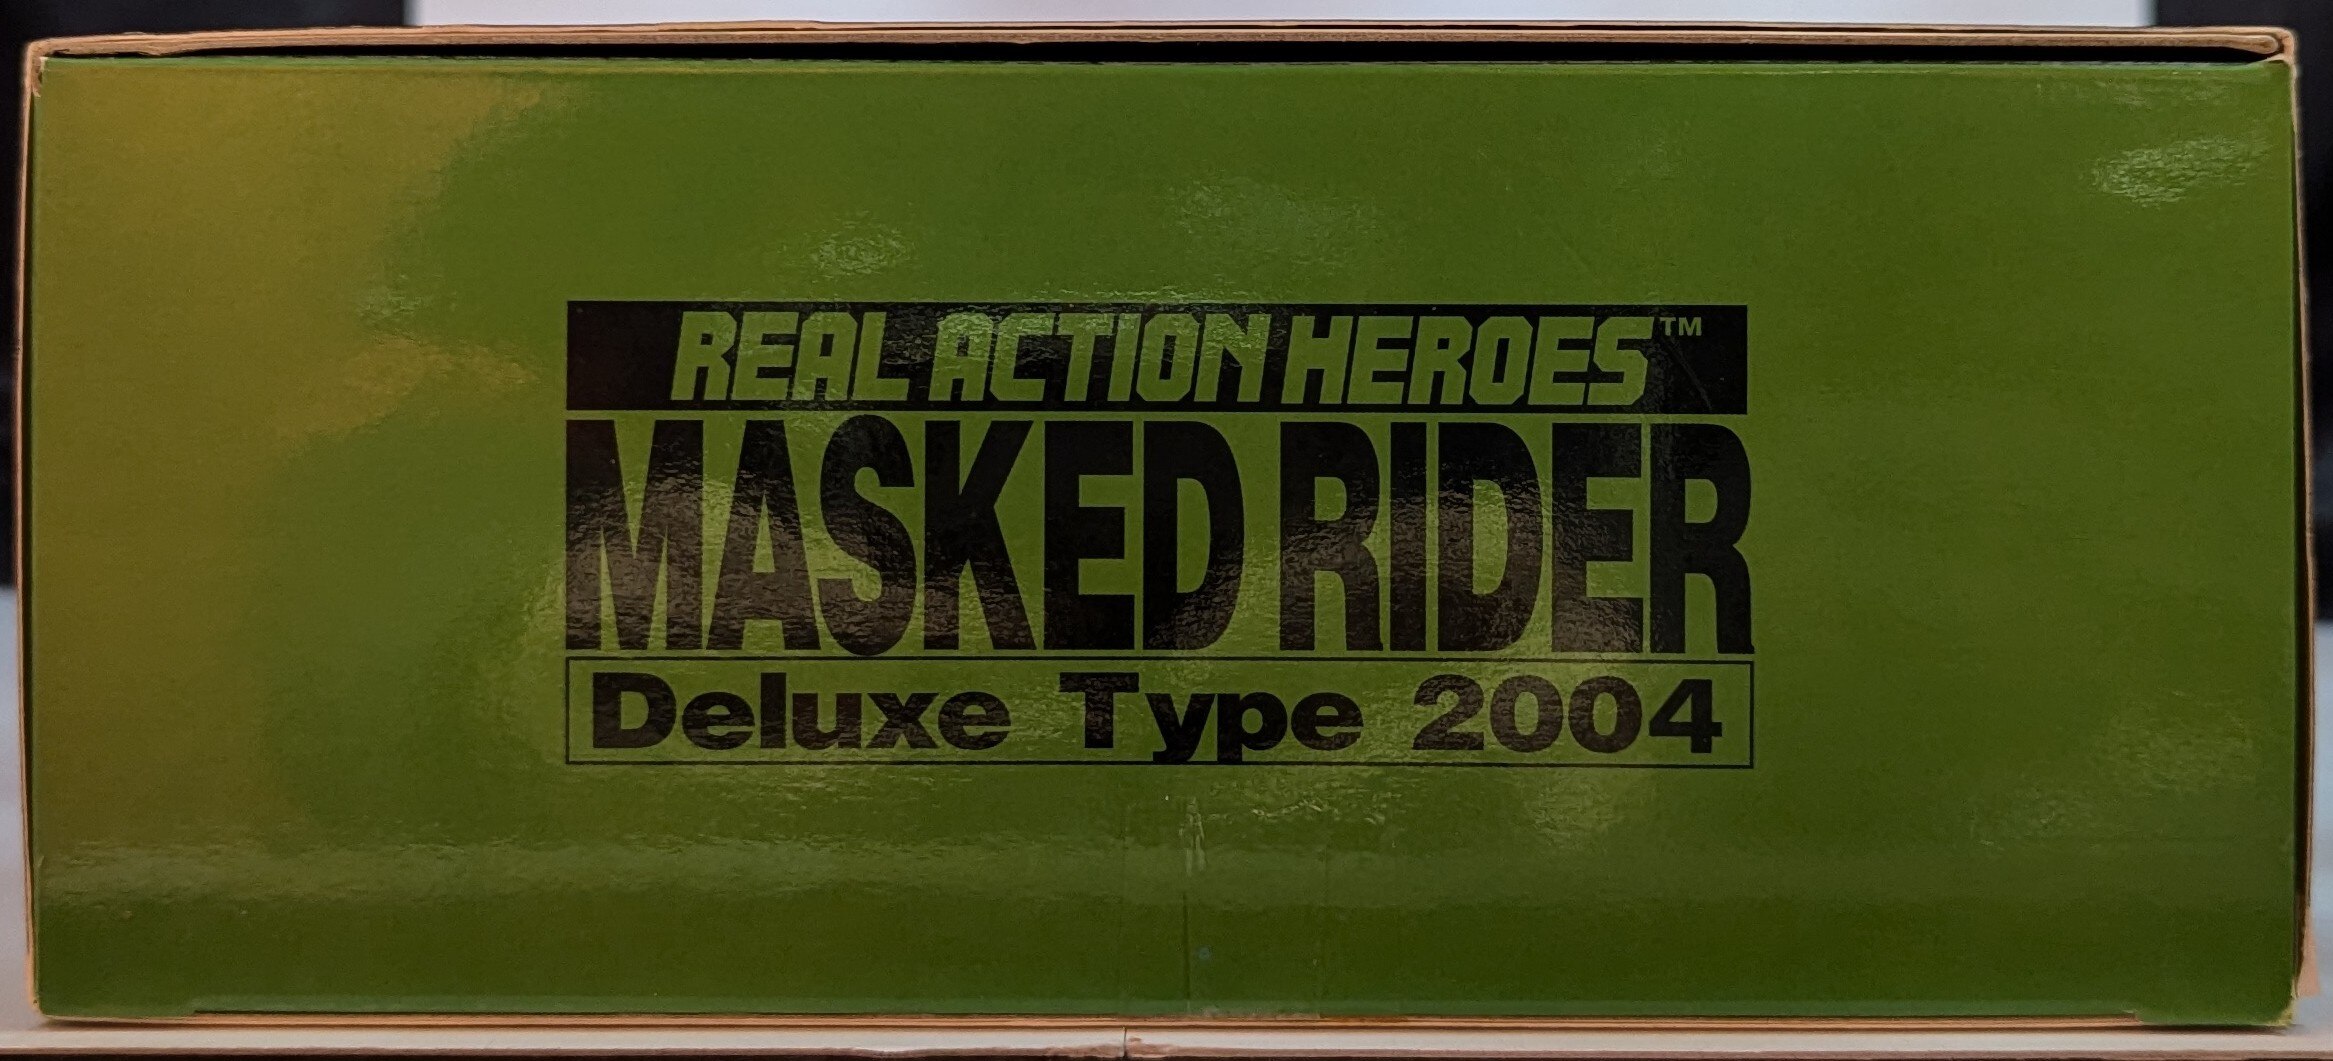 REAL ACTION HEROES™
MASKED RIDER
Deluxe Type 2004